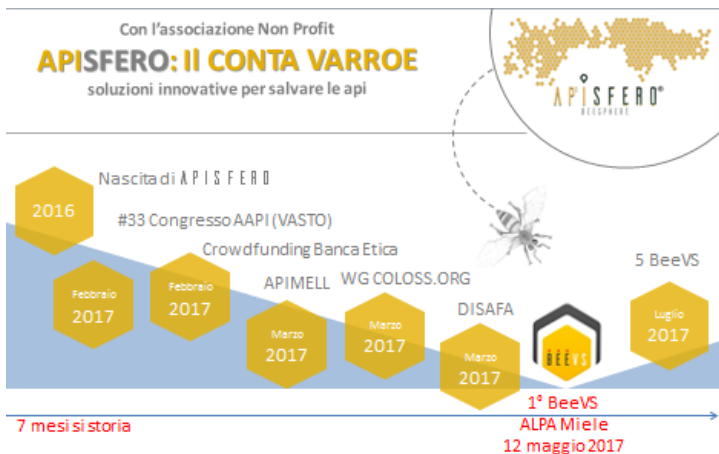 Con l'associazione Non Profit
APISFERO: Il CONTA VARROE
soluzioni innovative per salvare le api
APISFERO®
BEESPHERE
Nascita di APISFERO
2016
#33 Congresso AAPI (VASTO)
Crowdfunding Banca Etica
APIMELL
WG COLOSS.ORG
DISAFA
5 BeeVS
Febbraio
2017
Febbraio
2017
Marzo
2017
Marzo
2017
Marzo
2017
BEEVS
Luglio
2017
7 mesi si storia
1° BeeVS
ALPA Miele
12 maggio 2017